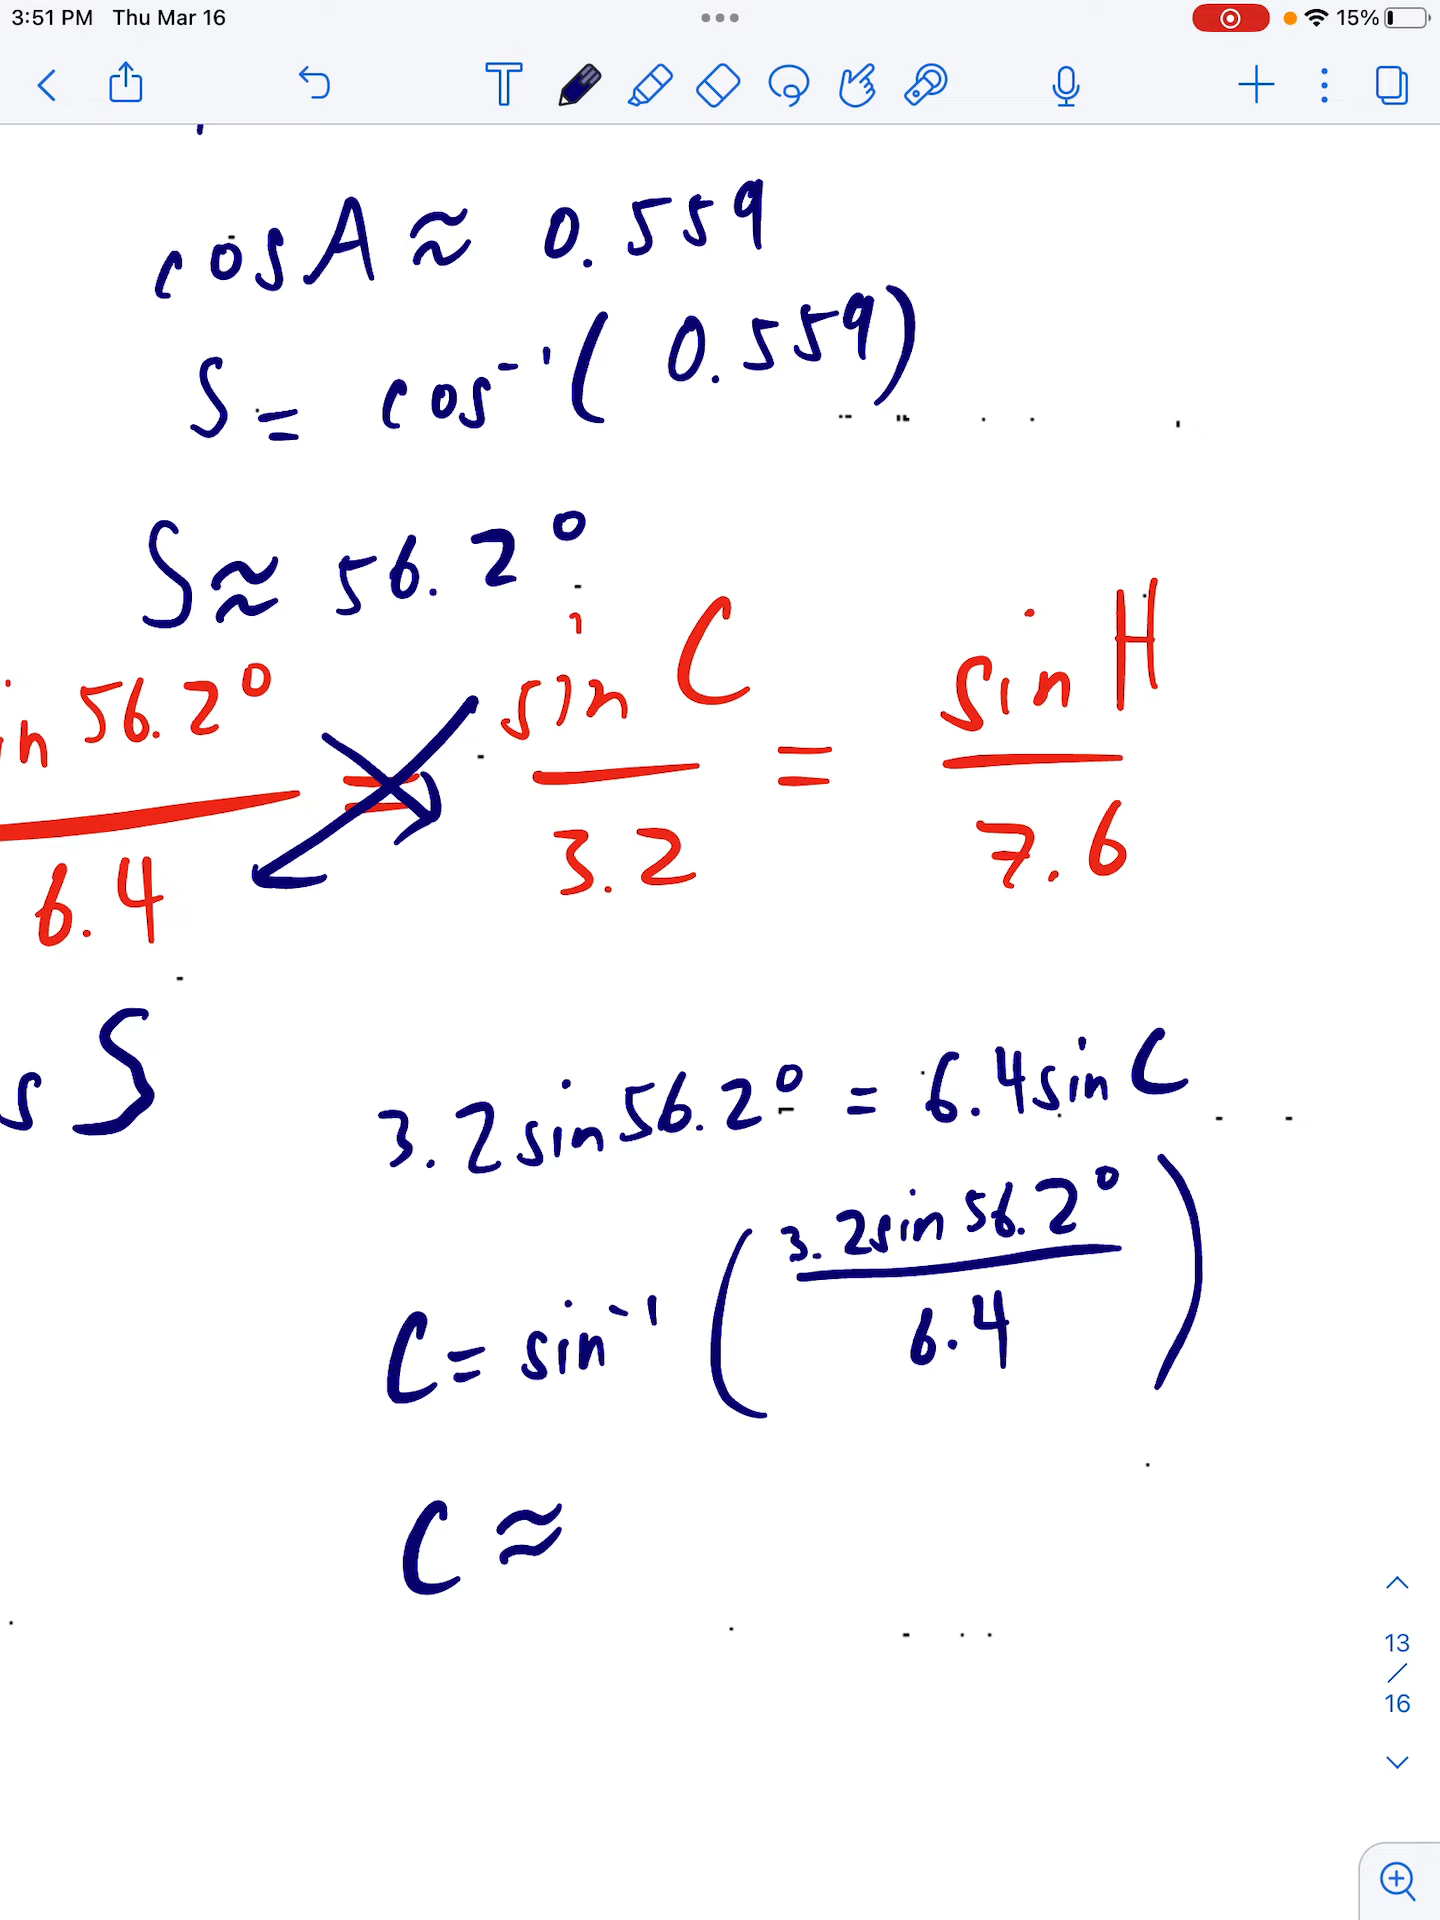 3:51 PM Thu Mar 16
15%
T
cos A ≈ 0.559
S = cos⁻¹(0.559)
S ≈ 56.2°
in 56.2° / 6.4 = sin C / 3.2 = sin H / 7.6
s S
3.2 sin 56.2° = 6.4 sin C
C = sin⁻¹(3.2 sin 56.2° / 6.4)
C ≈
13
/
16